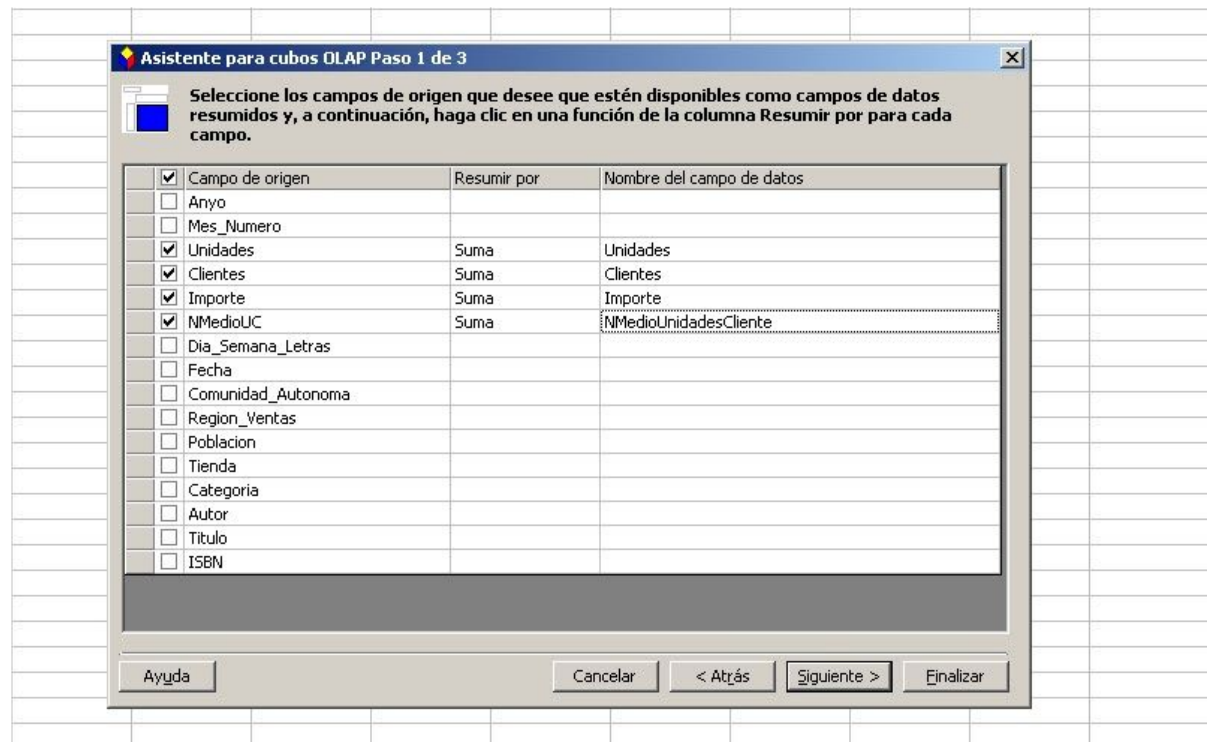 Asistente para cubos OLAP Paso 1 de 3
Seleccione los campos de origen que desee que estén disponibles como campos de datos
resumidos y, a continuación, haga clic en una función de la columna Resumir por para cada
campo.
Campo de origen Resumir por Nombre del campo de datos
Anyo
Mes_Numero
Unidades Suma Unidades
Clientes Suma Clientes
Importe Suma Importe
NMedioUC Suma NMedioUnidadesCliente
Dia_Semana_Letras
Fecha
Comunidad_Autonoma
Region_Ventas
Poblacion
Tienda
Categoria
Autor
Titulo
ISBN
Ayuda Cancelar < Atrás Siguiente > Finalizar